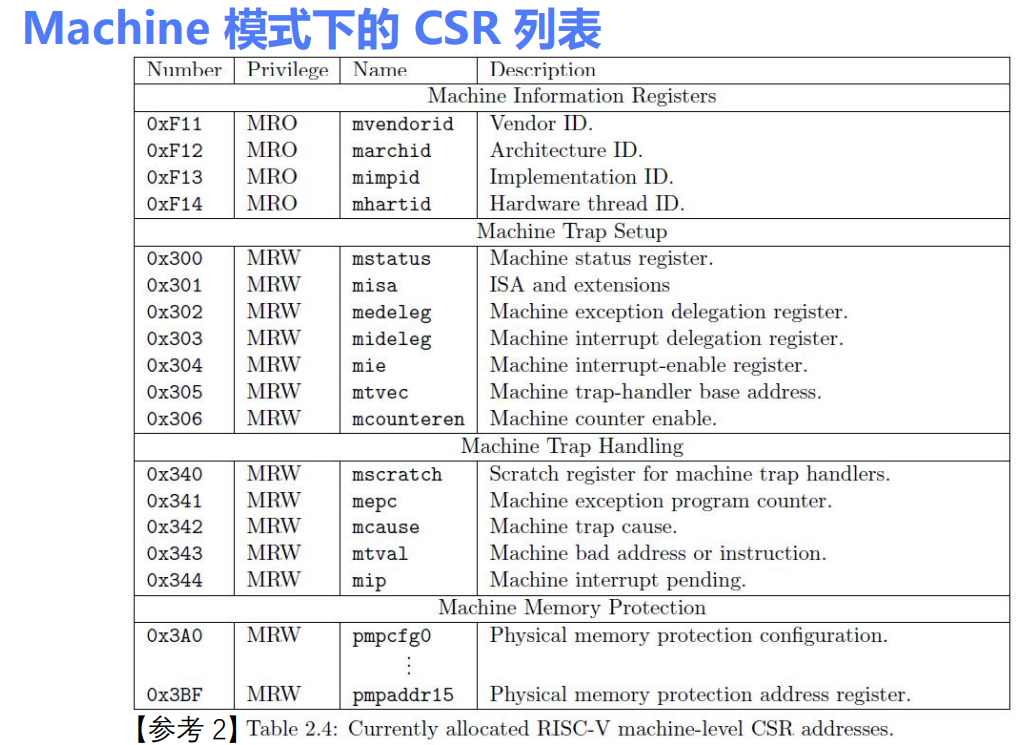 Machine 模式下的 CSR 列表
Number Privilege Name Description
Machine Information Registers
0xF11 MRO mvendorid Vendor ID.
0xF12 MRO marchid Architecture ID.
0xF13 MRO mimpid Implementation ID.
0xF14 MRO mhartid Hardware thread ID.
Machine Trap Setup
0x300 MRW mstatus Machine status register.
0x301 MRW misa ISA and extensions
0x302 MRW medeleg Machine exception delegation register.
0x303 MRW mideleg Machine interrupt delegation register.
0x304 MRW mie Machine interrupt-enable register.
0x305 MRW mtvec Machine trap-handler base address.
0x306 MRW mcounteren Machine counter enable.
Machine Trap Handling
0x340 MRW mscratch Scratch register for machine trap handlers.
0x341 MRW mepc Machine exception program counter.
0x342 MRW mcause Machine trap cause.
0x343 MRW mtval Machine bad address or instruction.
0x344 MRW mip Machine interrupt pending.
Machine Memory Protection
0x3A0 MRW pmpcfg0 Physical memory protection configuration.
⋮
0x3BF MRW pmpaddr15 Physical memory protection address register.
【参考 2】 Table 2.4: Currently allocated RISC-V machine-level CSR addresses.